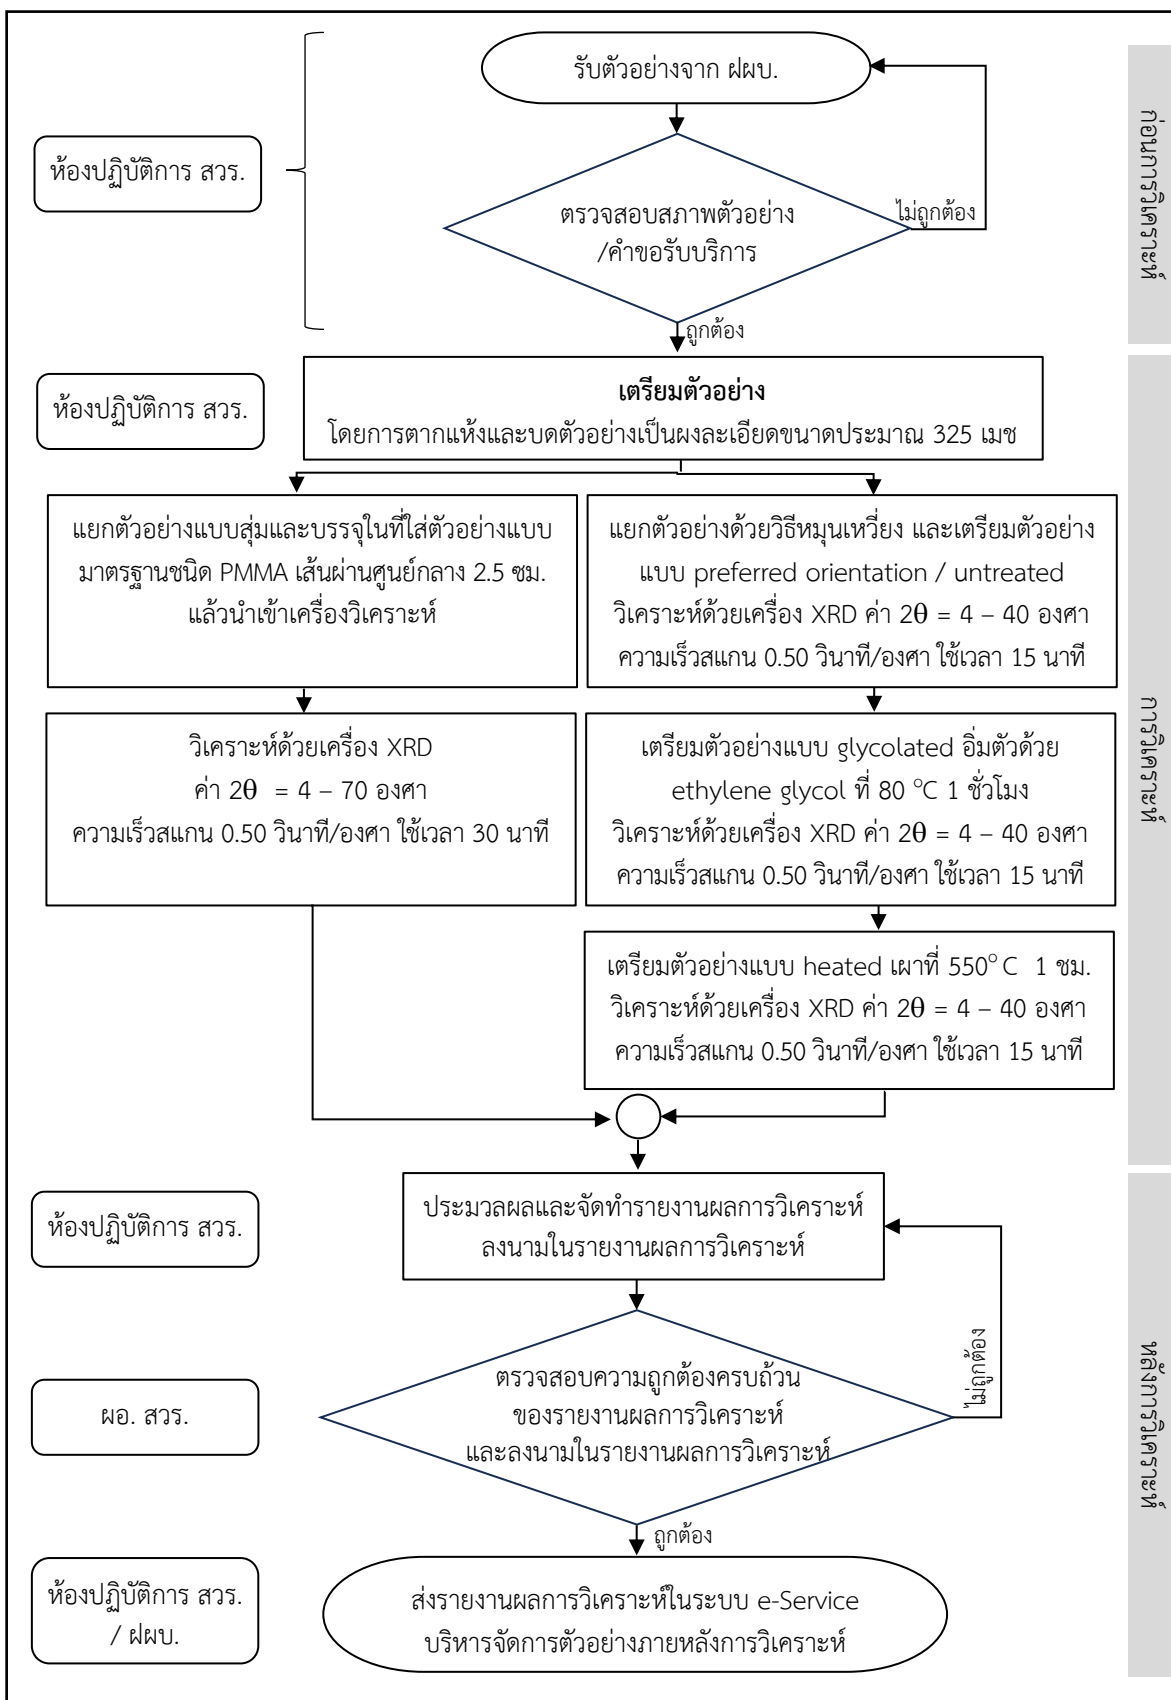 รับตัวอย่างจาก ฝผบ.
ก่อนการวิเคราะห์
ห้องปฏิบัติการ สวร.
ตรวจสอบสภาพตัวอย่าง
/คำขอรับบริการ
ไม่ถูกต้อง
ถูกต้อง
ห้องปฏิบัติการ สวร.
เตรียมตัวอย่าง
โดยการตากแห้งและบดตัวอย่างเป็นผงละเอียดขนาดประมาณ 325 เมช
แยกตัวอย่างแบบสุ่มและบรรจุในที่ใส่ตัวอย่างแบบ
มาตรฐานชนิด PMMA เส้นผ่านศูนย์กลาง 2.5 ซม.
แล้วนำเข้าเครื่องวิเคราะห์
แยกตัวอย่างด้วยวิธีหมุนเหวี่ยง และเตรียมตัวอย่าง
แบบ preferred orientation / untreated
วิเคราะห์ด้วยเครื่อง XRD ค่า 2θ = 4 – 40 องศา
ความเร็วสแกน 0.50 วินาที/องศา ใช้เวลา 15 นาที
การวิเคราะห์
วิเคราะห์ด้วยเครื่อง XRD
ค่า 2θ = 4 – 70 องศา
ความเร็วสแกน 0.50 วินาที/องศา ใช้เวลา 30 นาที
เตรียมตัวอย่างแบบ glycolated อิ่มตัวด้วย
ethylene glycol ที่ 80 °C 1 ชั่วโมง
วิเคราะห์ด้วยเครื่อง XRD ค่า 2θ = 4 – 40 องศา
ความเร็วสแกน 0.50 วินาที/องศา ใช้เวลา 15 นาที
เตรียมตัวอย่างแบบ heated เผาที่ 550°C 1 ชม.
วิเคราะห์ด้วยเครื่อง XRD ค่า 2θ = 4 – 40 องศา
ความเร็วสแกน 0.50 วินาที/องศา ใช้เวลา 15 นาที
ห้องปฏิบัติการ สวร.
ประมวลผลและจัดทำรายงานผลการวิเคราะห์
ลงนามในรายงานผลการวิเคราะห์
หลังการวิเคราะห์
ผอ. สวร.
ตรวจสอบความถูกต้องครบถ้วน
ของรายงานผลการวิเคราะห์
และลงนามในรายงานผลการวิเคราะห์
ไม่ถูกต้อง
ถูกต้อง
ห้องปฏิบัติการ สวร.
/ ฝผบ.
ส่งรายงานผลการวิเคราะห์ในระบบ e-Service
บริหารจัดการตัวอย่างภายหลังการวิเคราะห์